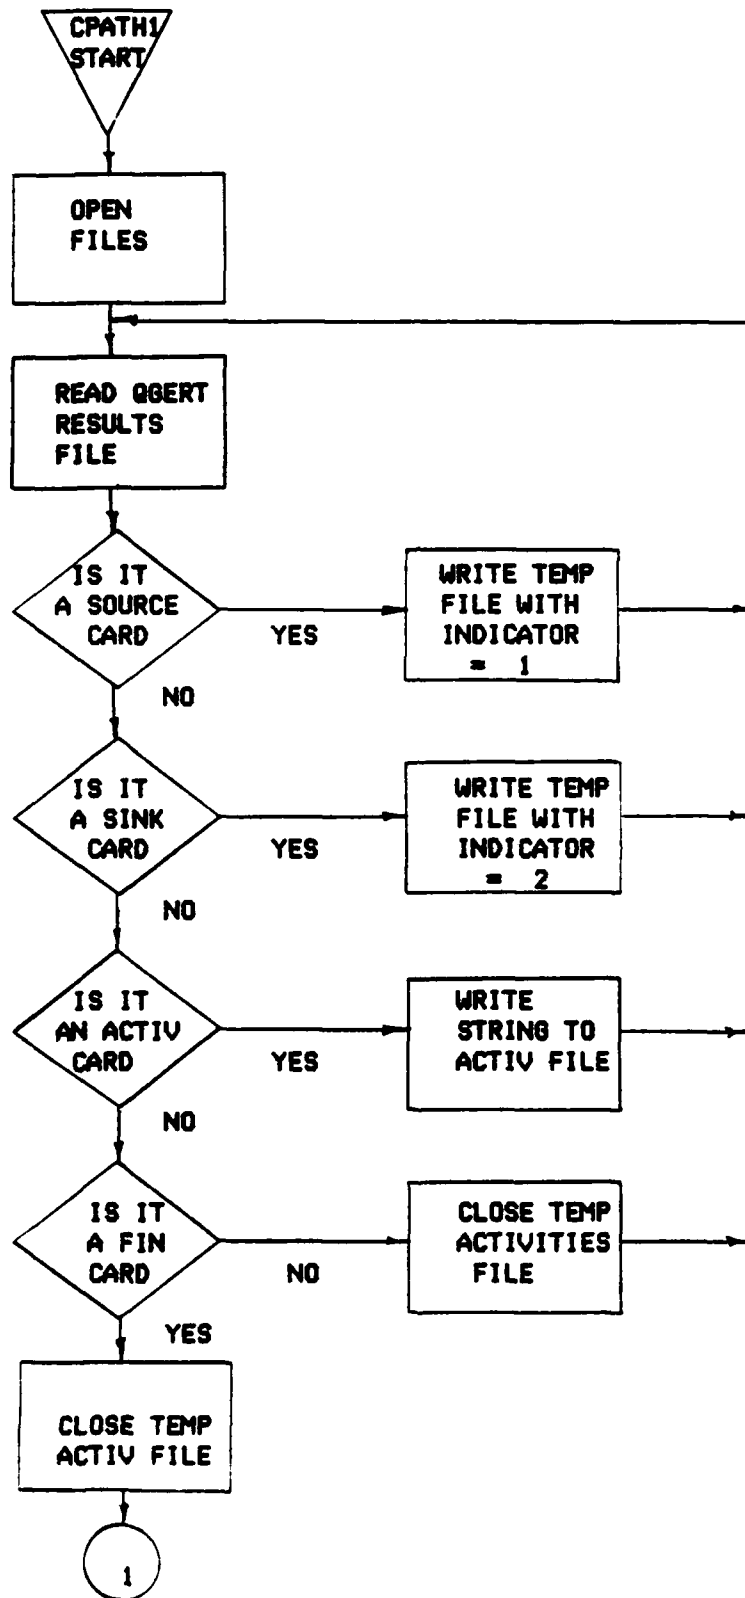 CPATH1
START
OPEN
FILES
READ QGERT
RESULTS
FILE
IS IT
A SOURCE
CARD
YES
WRITE TEMP
FILE WITH
INDICATOR
= 1
NO
IS IT
A SINK
CARD
YES
WRITE TEMP
FILE WITH
INDICATOR
= 2
NO
IS IT
AN ACTIV
CARD
YES
WRITE
STRING TO
ACTIV FILE
NO
IS IT
A FIN
CARD
NO
CLOSE TEMP
ACTIVITIES
FILE
YES
CLOSE TEMP
ACTIV FILE
1